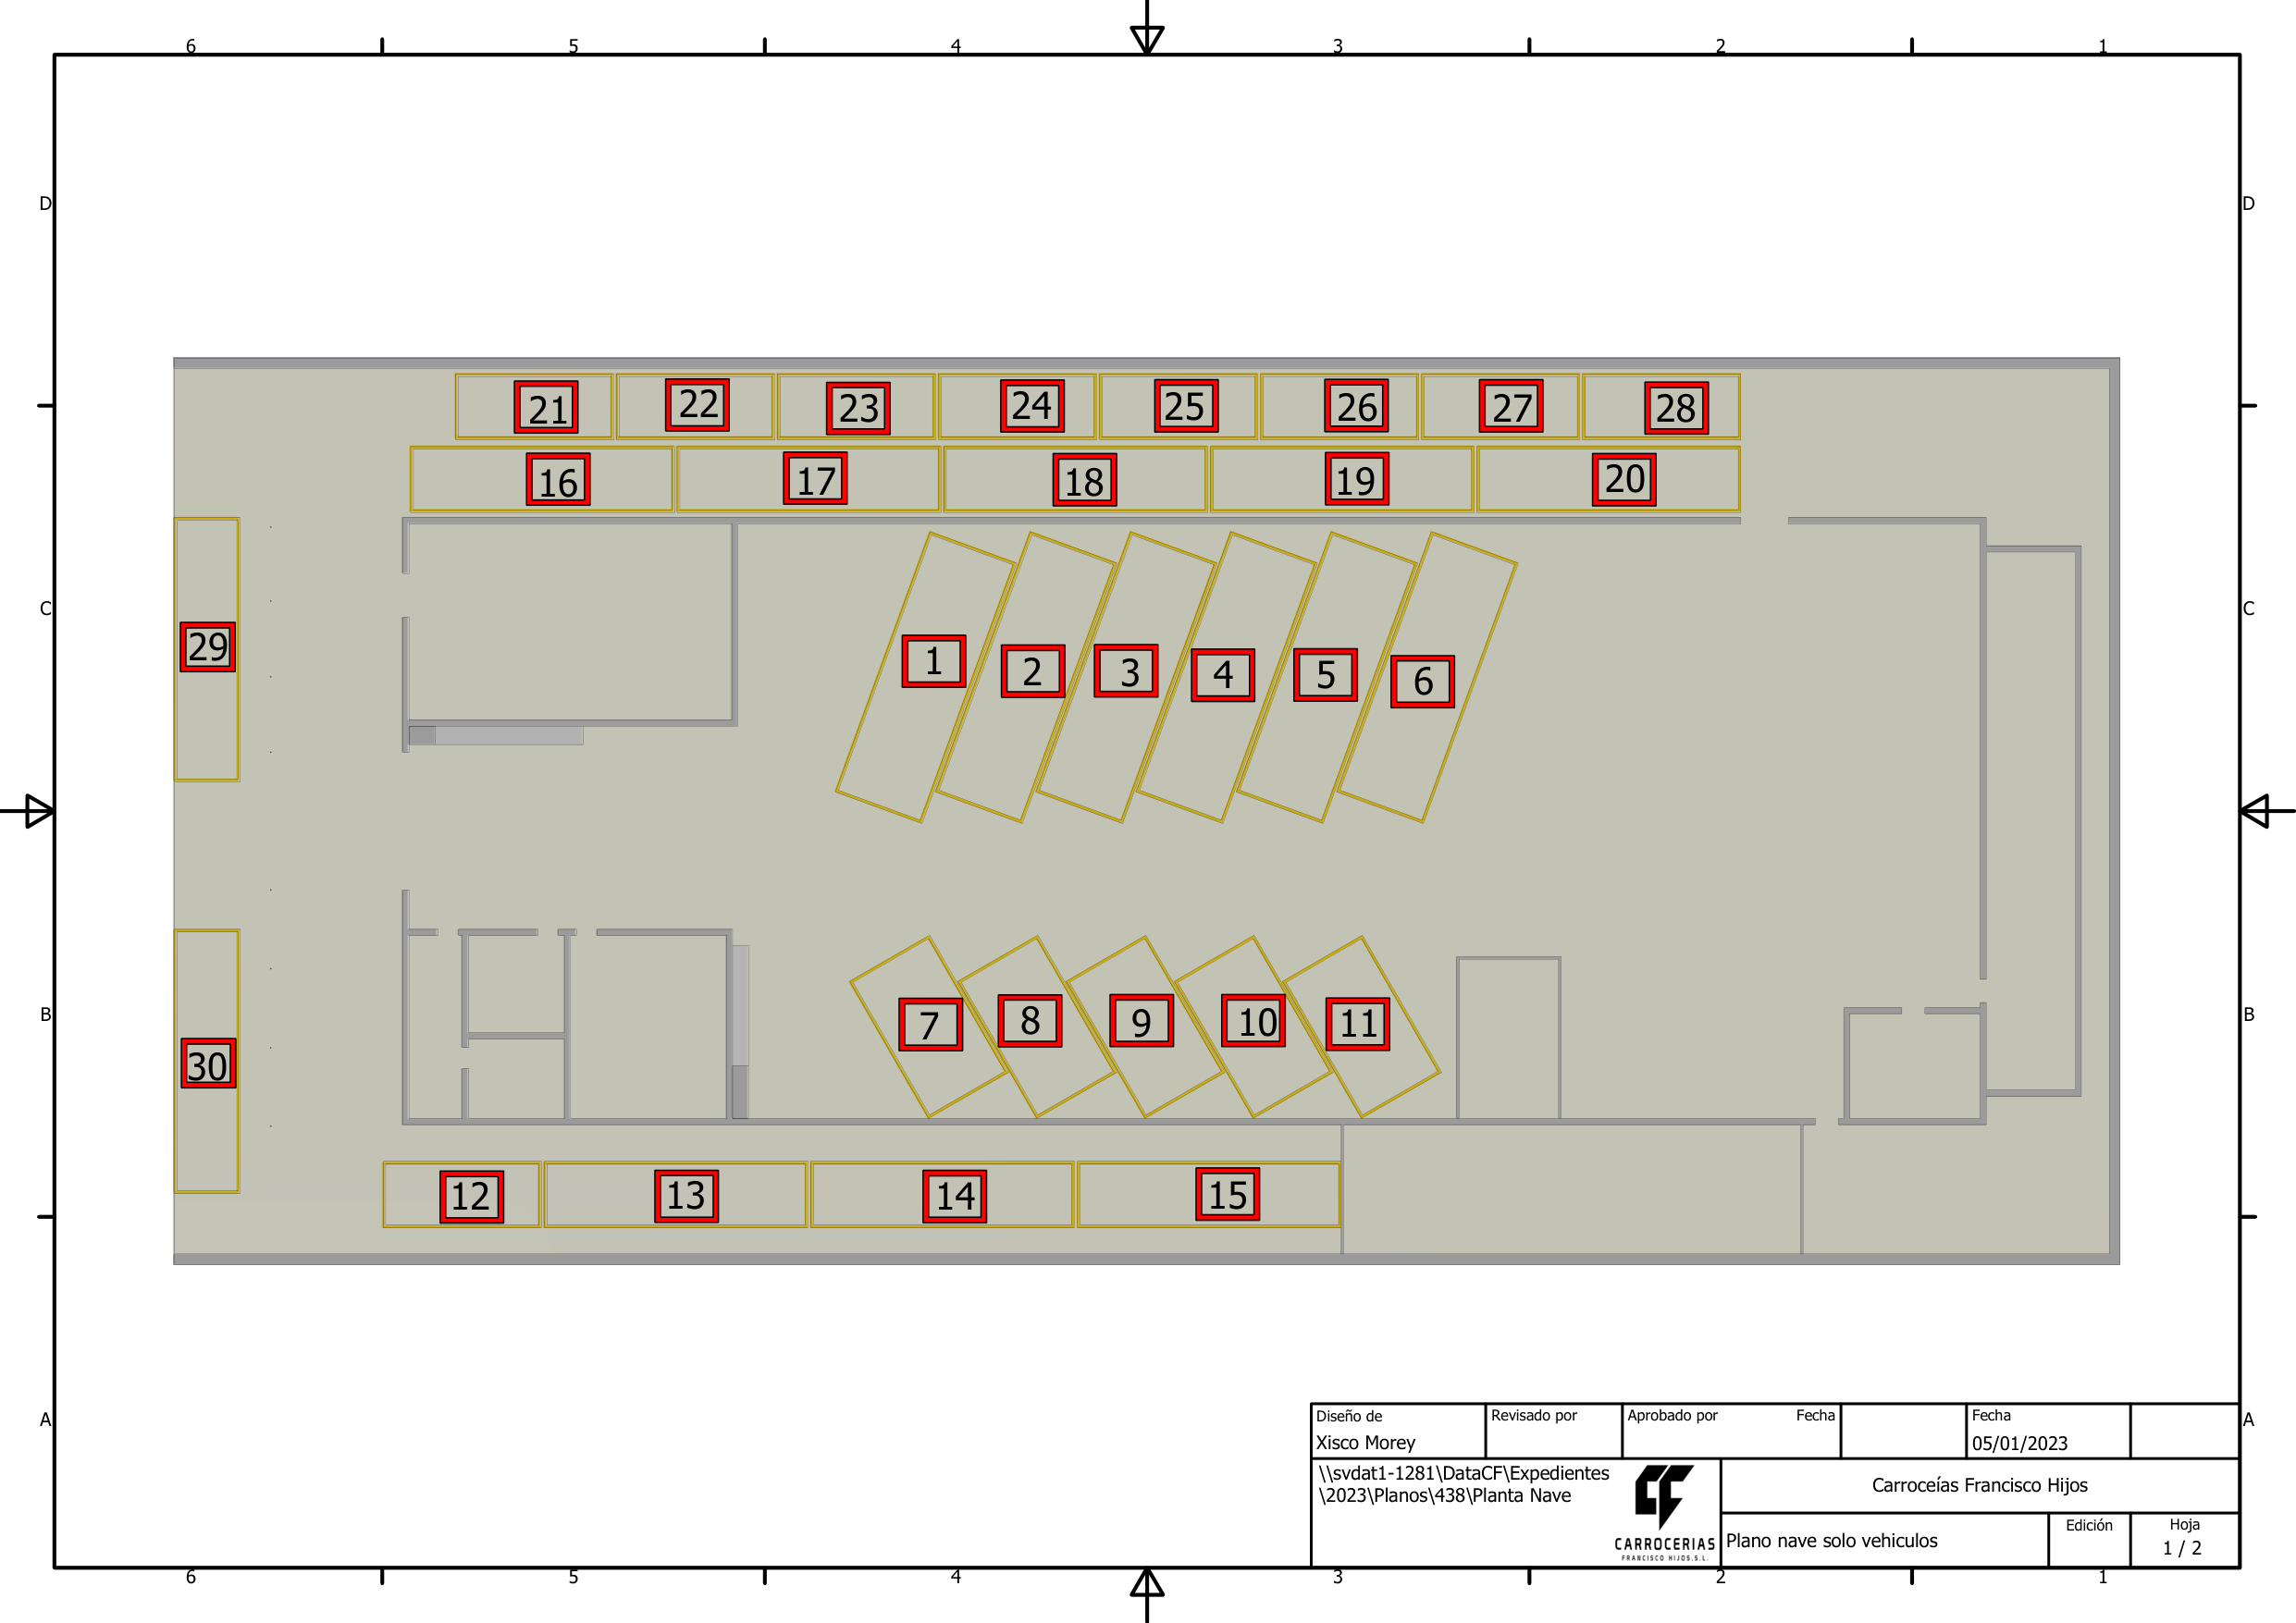 6 5 4 3 2 1
D D
21 22 23 24 25 26 27 28
16 17 18 19 20
C C
29
1 2 3 4 5 6
B B
7 8 9 10 11
30
12 13 14 15
A A
Diseño de
Xisco Morey
Revisado por
Aprobado por
Fecha
Fecha
05/01/2023
\\svdat1-1281\DataCF\Expedientes
\2023\Planos\438\Planta Nave
CARROCERIAS
FRANCISCO HIJOS.S.L.
Carroceías Francisco Hijos
Plano nave solo vehiculos
Edición
Hoja
1 / 2
6 5 4 3 2 1